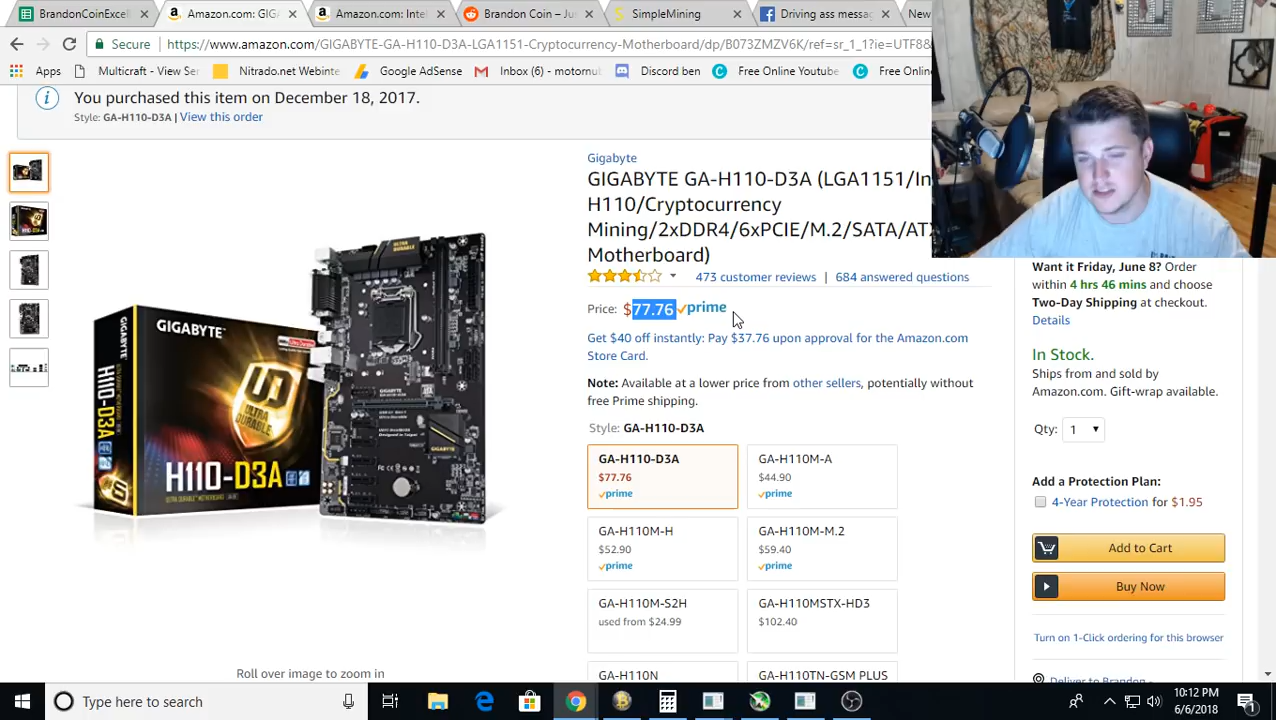 BrandonCoinExcel
Amazon.com: GIG
Amazon.com: Inte
Brandon Coin – Jun
SimpleMining
Driving ass messa
New
Secure | https://www.amazon.com/GIGABYTE-GA-H110-D3A-LGA1151-Cryptocurrency-Motherboard/dp/B073ZMZV6K/ref=sr_1_1?ie=UTF8&
Apps
Multicraft - View Ser
Nitrado.net Webinte
Google AdSense
Inbox (6) - motornub
Discord ben
Free Online Youtube
Free Onlin
You purchased this item on December 18, 2017.
Style: GA-H110-D3A | View this order
Gigabyte
GIGABYTE GA-H110-D3A (LGA1151/In
H110/Cryptocurrency
Mining/2xDDR4/6xPCIE/M.2/SATA/ATX
Motherboard)
473 customer reviews | 684 answered questions
Price: $77.76 prime
Get $40 off instantly: Pay $37.76 upon approval for the Amazon.com
Store Card.
Note: Available at a lower price from other sellers, potentially without
free Prime shipping.
Style: GA-H110-D3A
GA-H110-D3A
$77.76
prime
GA-H110M-A
$44.90
prime
GA-H110M-H
$52.90
prime
GA-H110M-M.2
$59.40
prime
GA-H110M-S2H
used from $24.99
GA-H110MSTX-HD3
$102.40
GA-H110N
GA-H110TN-GSM PLUS
GIGABYTE
ULTRA DURABLE
H110-D3A
Roll over image to zoom in
Want it Friday, June 8? Order
within 4 hrs 46 mins and choose
Two-Day Shipping at checkout.
Details
In Stock.
Ships from and sold by
Amazon.com. Gift-wrap available.
Qty: 1
Add a Protection Plan:
4-Year Protection for $1.95
Add to Cart
Buy Now
Turn on 1-Click ordering for this browser
Deliver to Brandon -
Type here to search
10:12 PM
6/6/2018